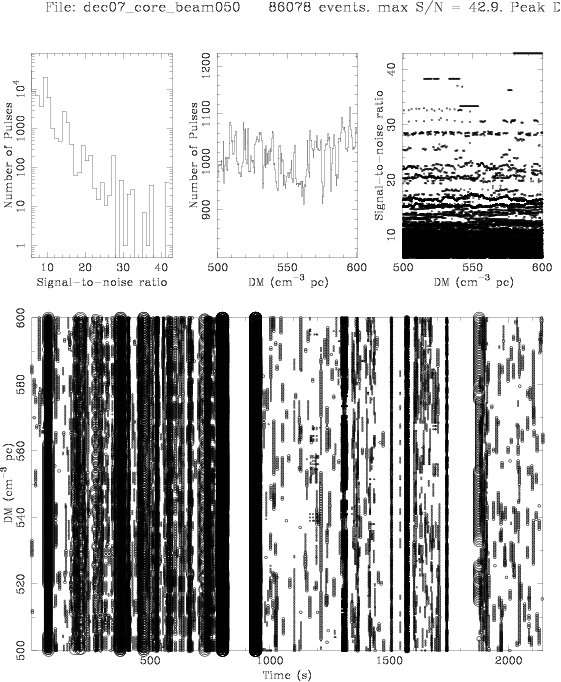 File: dec07_core_beam050 86078 events. max S/N = 42.9. Peak D
Number of Pulses
1 10 100 1000 10⁴
10 20 30 40
Signal-to-noise ratio
Number of Pulses
900 1000 1100 1200
500 550 600
DM (cm⁻³ pc)
Signal-to-noise ratio
10 20 30 40
500 550 600
DM (cm⁻³ pc)
DM (cm⁻³ pc)
500 520 540 560 580 600
500 1000 1500 2000
Time (s)